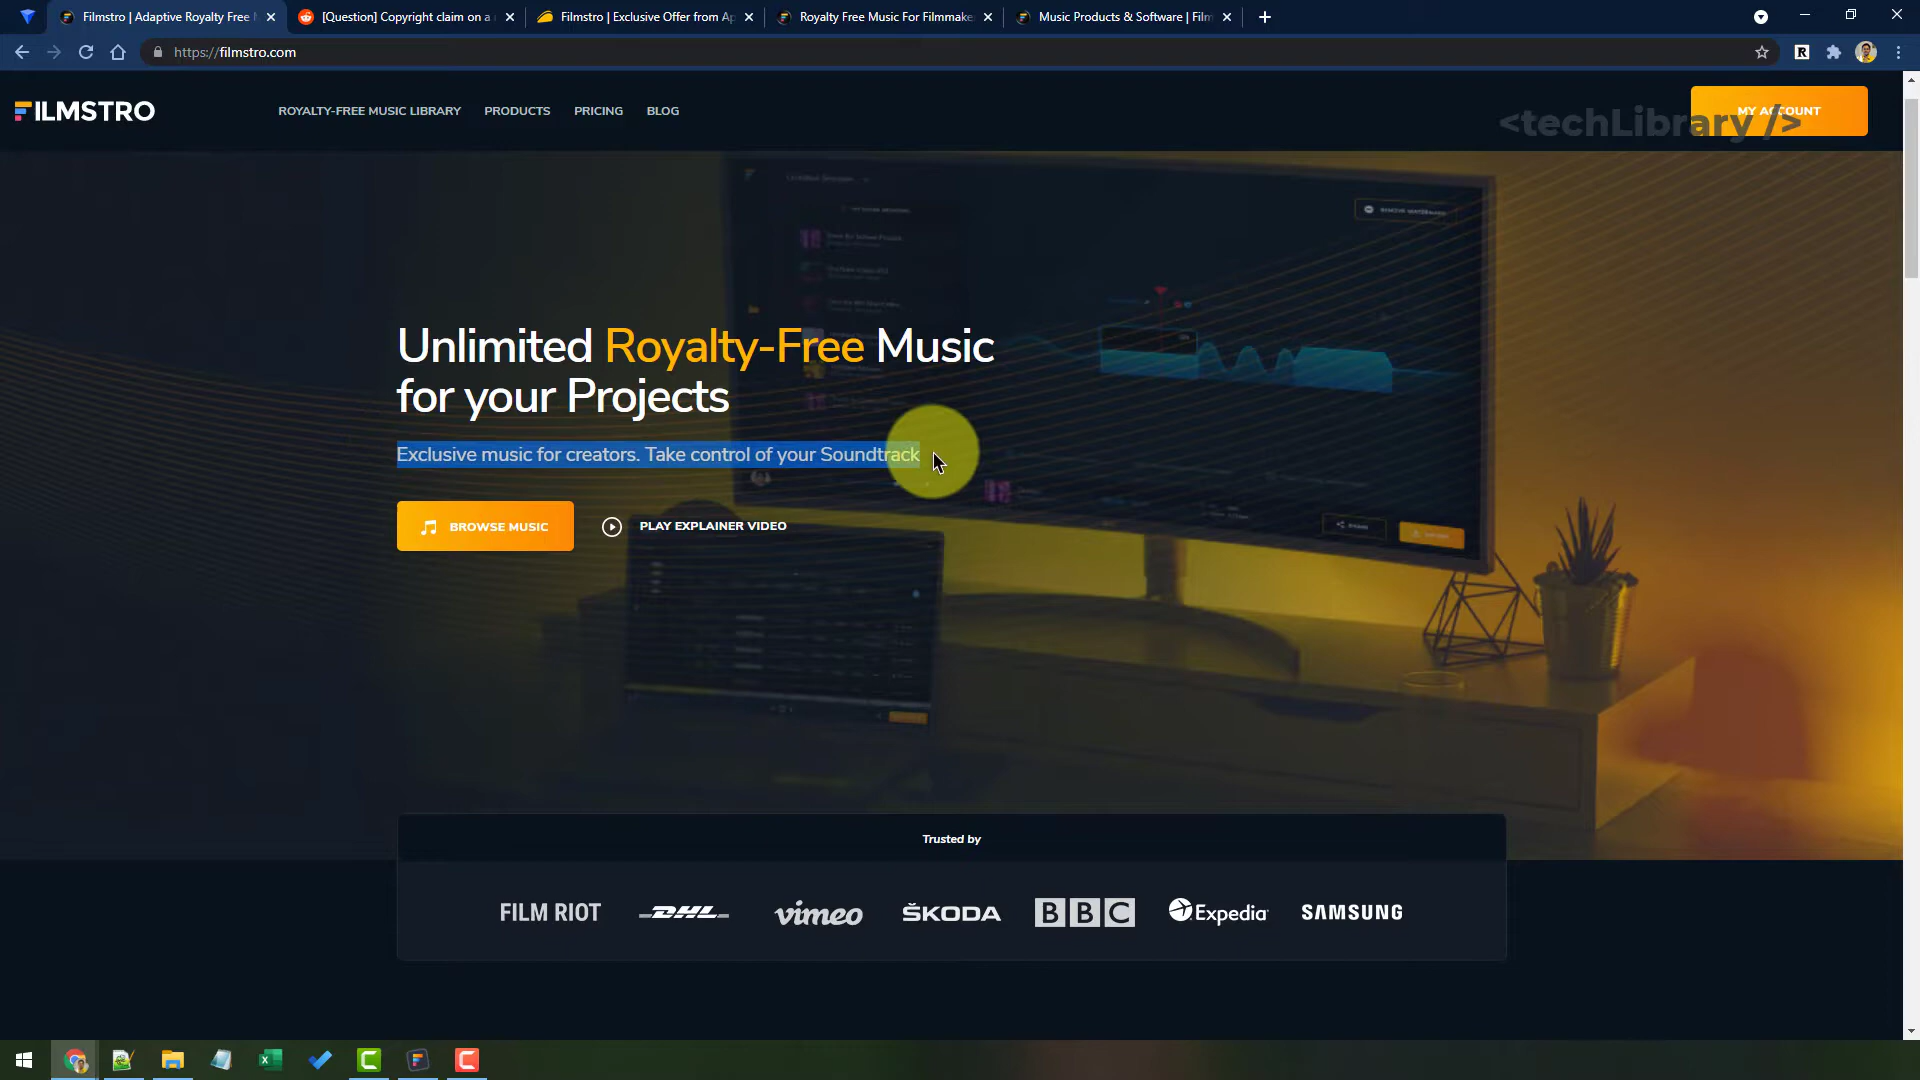 Filmstro | Adaptive Royalty Free
[Question] Copyright claim on a
Filmstro | Exclusive Offer from Ap
Royalty Free Music For Filmmake
Music Products & Software | Film
https://filmstro.com
FILMSTRO
ROYALTY-FREE MUSIC LIBRARY
PRODUCTS
PRICING
BLOG
MY ACCOUNT
<techLibrary />
Unlimited Royalty-Free Music
for your Projects
Exclusive music for creators. Take control of your Soundtrack
BROWSE MUSIC
PLAY EXPLAINER VIDEO
Trusted by
FILM RIOT
DHL
vimeo
ŠKODA
BBC
Expedia
SAMSUNG